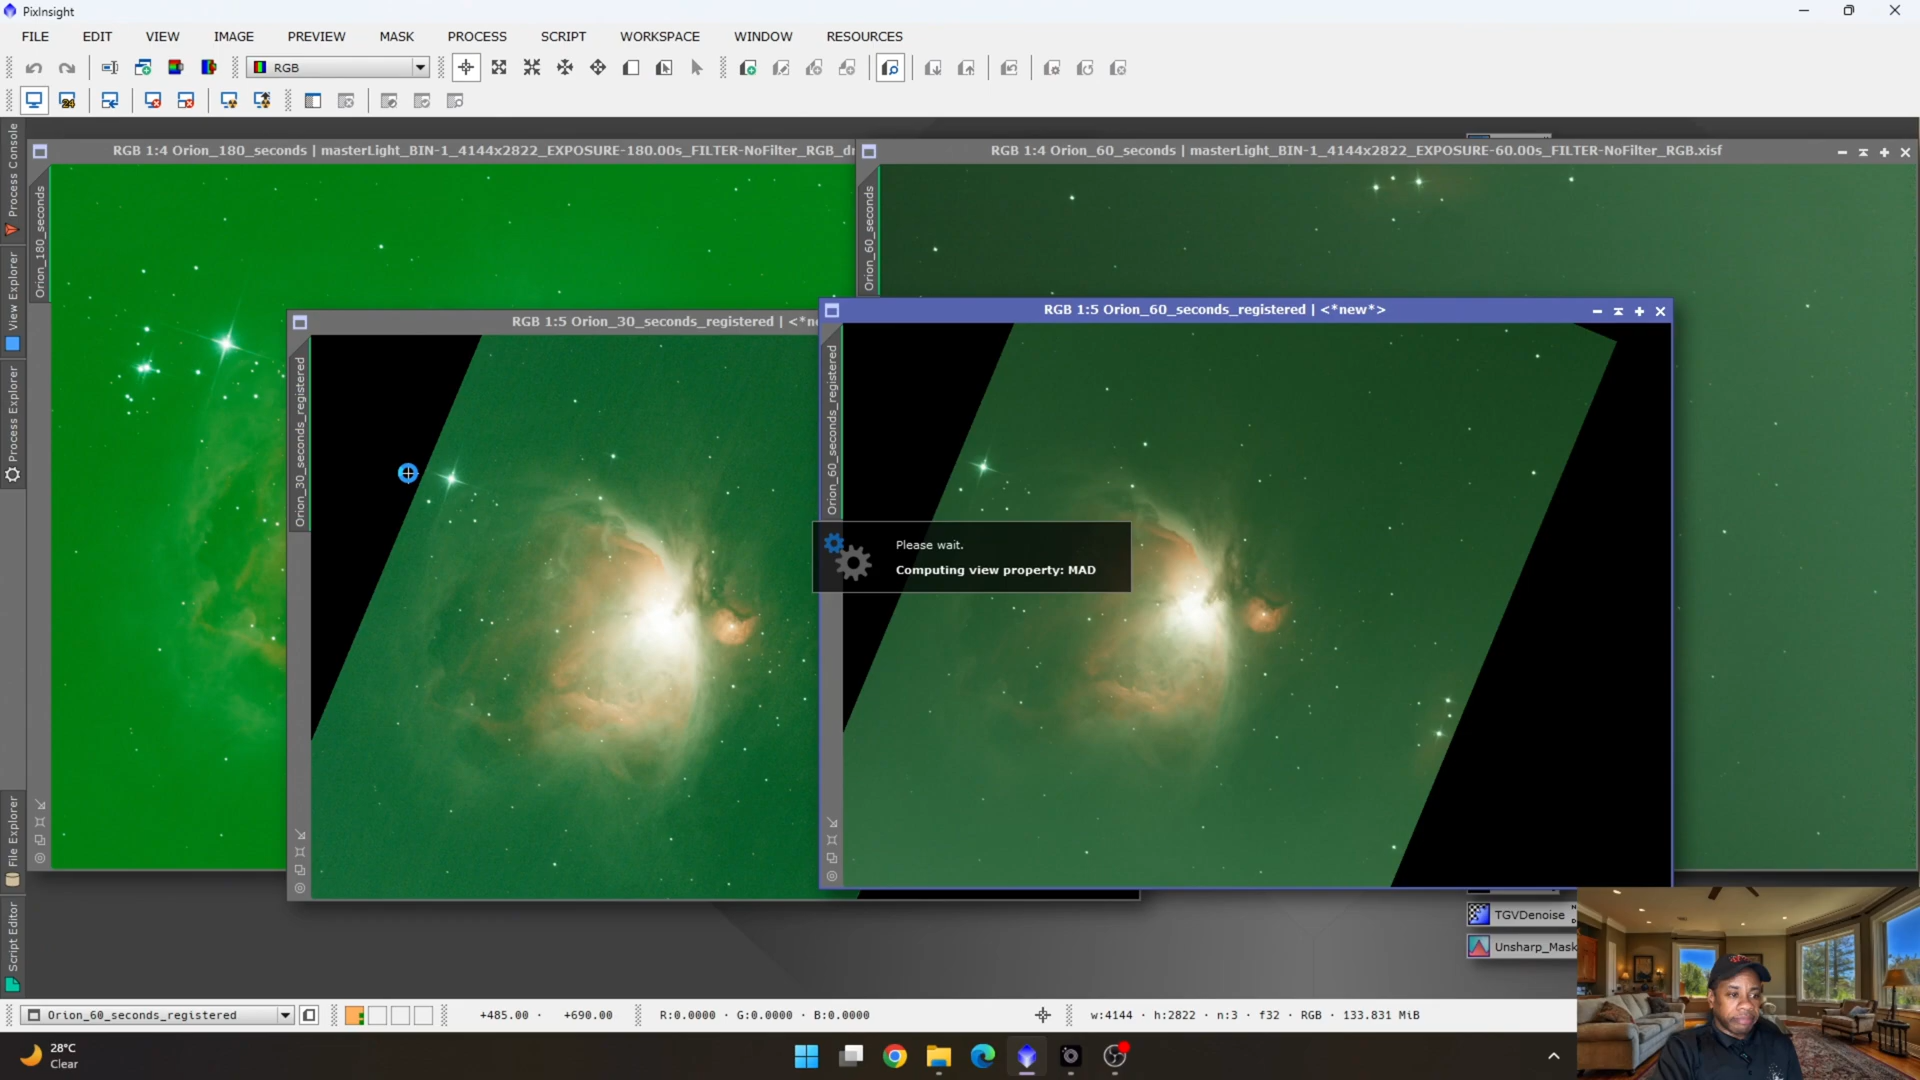 PixInsight
FILE EDIT VIEW IMAGE PREVIEW MASK PROCESS SCRIPT WORKSPACE WINDOW RESOURCES
RGB
24
RGB 1:4 Orion_180_seconds | masterLight_BIN-1_4144x2822_EXPOSURE-180.00s_FILTER-NoFilter_RGB_dr
RGB 1:4 Orion_60_seconds | masterLight_BIN-1_4144x2822_EXPOSURE-60.00s_FILTER-NoFilter_RGB.xisf
Process Console
View Explorer
Process Explorer
File Explorer
Script Editor
Orion_180_seconds
Orion_60_seconds
RGB 1:5 Orion_30_seconds_registered | <*ne
RGB 1:5 Orion_60_seconds_registered | <*new*>
Orion_30_seconds_registered
Orion_60_seconds_registered
Please wait.
Computing view property: MAD
TGVDenoise
Unsharp_Mask
Orion_60_seconds_registered
+485.00 · +690.00
R:0.0000 · G:0.0000 · B:0.0000
w:4144 · h:2822 · n:3 · f32 · RGB · 133.831 MiB
28°C
Clear